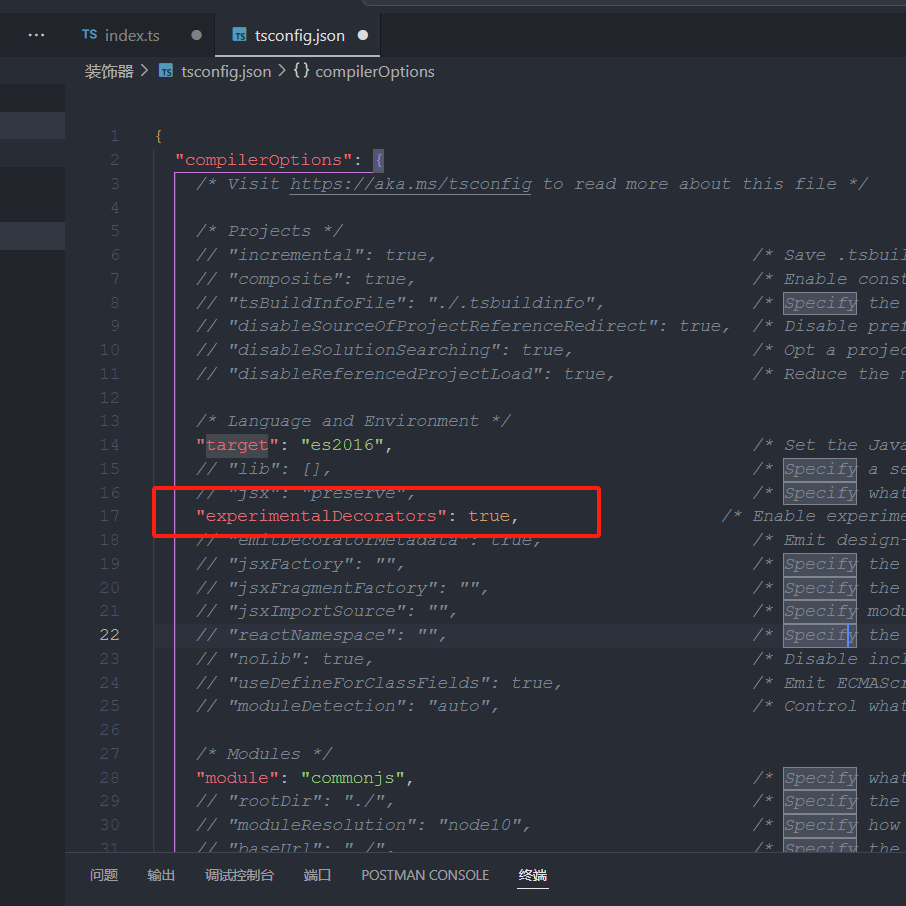 ··· TS index.ts TS tsconfig.json
装饰器 > TS tsconfig.json > {} compilerOptions
1 {
2 "compilerOptions": {
3 /* Visit https://aka.ms/tsconfig to read more about this file */
4
5 /* Projects */
6 // "incremental": true, /* Save .tsbuil
7 // "composite": true, /* Enable const
8 // "tsBuildInfoFile": "./.tsbuildinfo", /* Specify the
9 // "disableSourceOfProjectReferenceRedirect": true, /* Disable pref
10 // "disableSolutionSearching": true, /* Opt a projec
11 // "disableReferencedProjectLoad": true, /* Reduce the n
12
13 /* Language and Environment */
14 "target": "es2016", /* Set the Java
15 // "lib": [], /* Specify a se
16 // "jsx": "preserve", /* Specify what
17 "experimentalDecorators": true, /* Enable experime
18 // "emitDecoratorMetadata": true, /* Emit design-
19 // "jsxFactory": "", /* Specify the
20 // "jsxFragmentFactory": "", /* Specify the
21 // "jsxImportSource": "", /* Specify modu
22 // "reactNamespace": "", /* Specify the
23 // "noLib": true, /* Disable incl
24 // "useDefineForClassFields": true, /* Emit ECMAScr
25 // "moduleDetection": "auto", /* Control what
26
27 /* Modules */
28 "module": "commonjs", /* Specify what
29 // "rootDir": "./", /* Specify the
30 // "moduleResolution": "node10", /* Specify how
31 // "baseUrl": "./", /* Specify the
问题 输出 调试控制台 端口 POSTMAN CONSOLE 终端